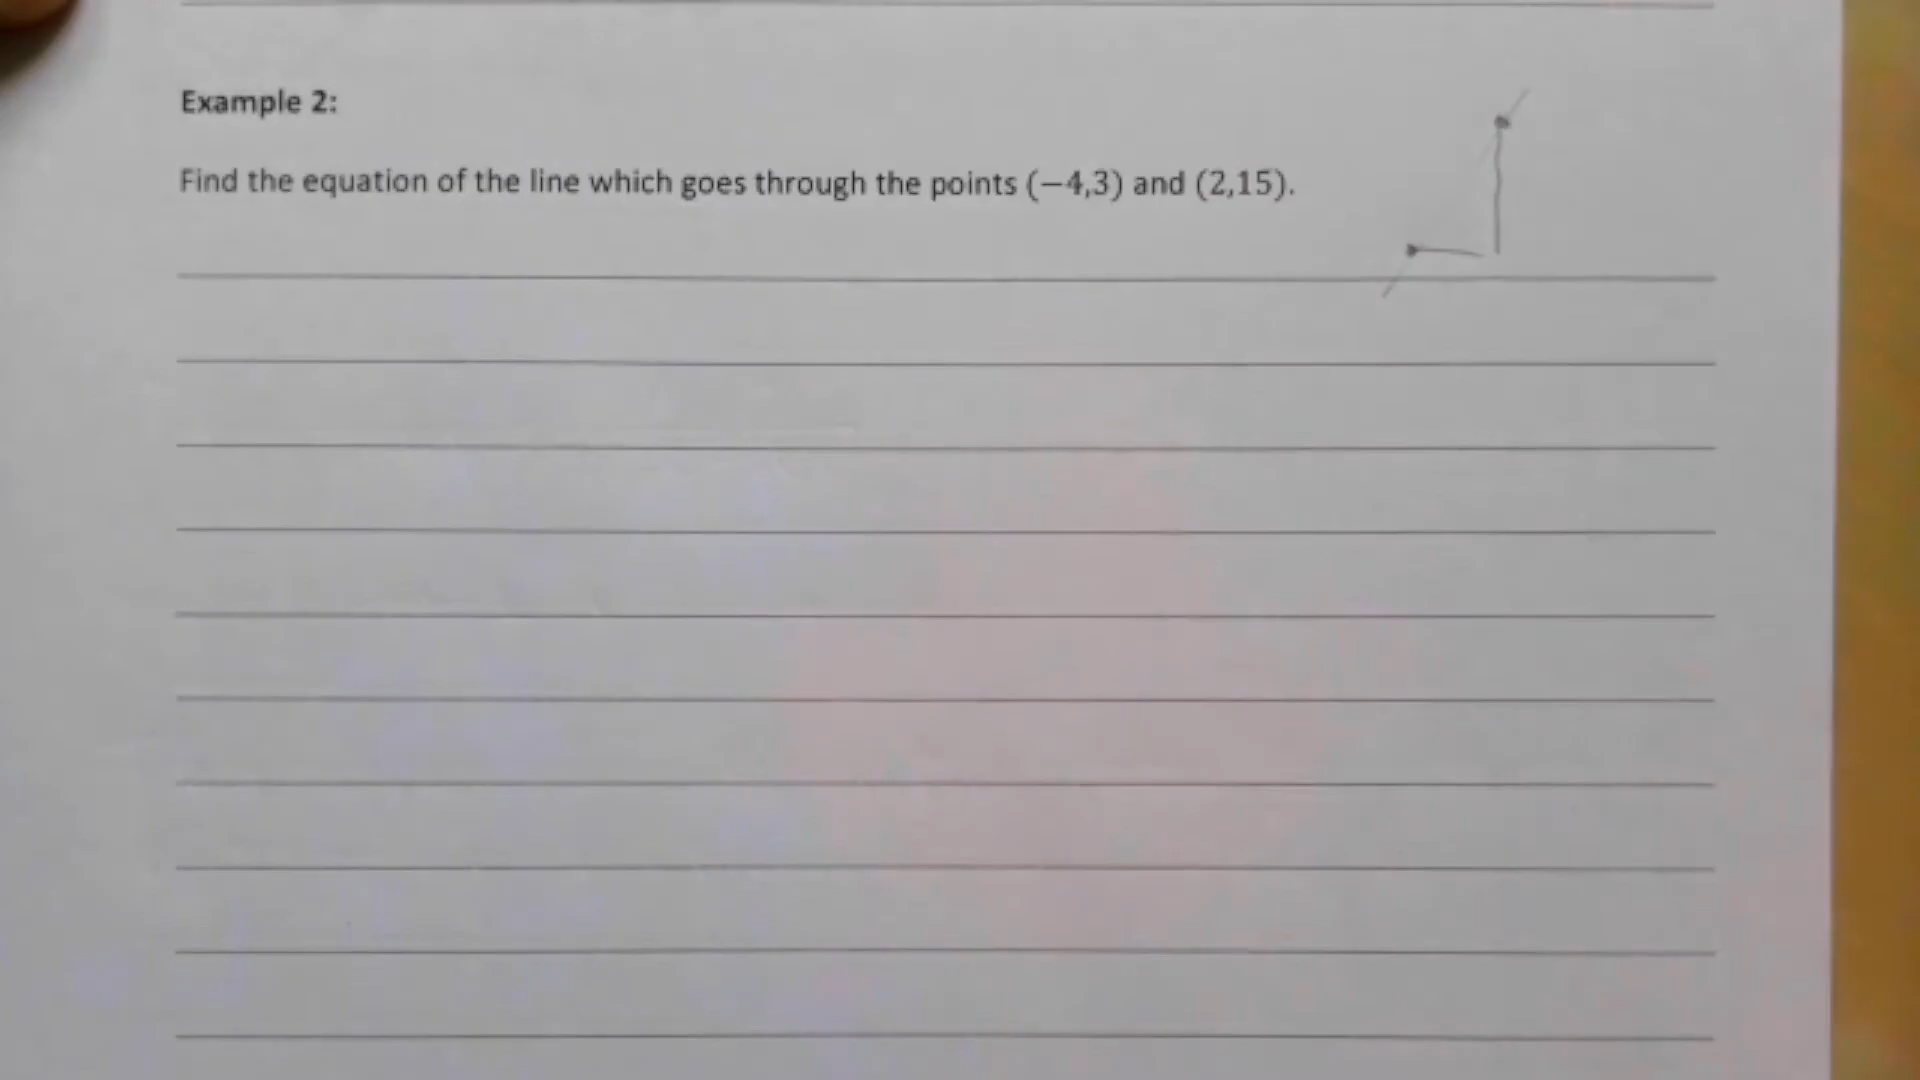 Example 2:
Find the equation of the line which goes through the points (−4,3) and (2,15).